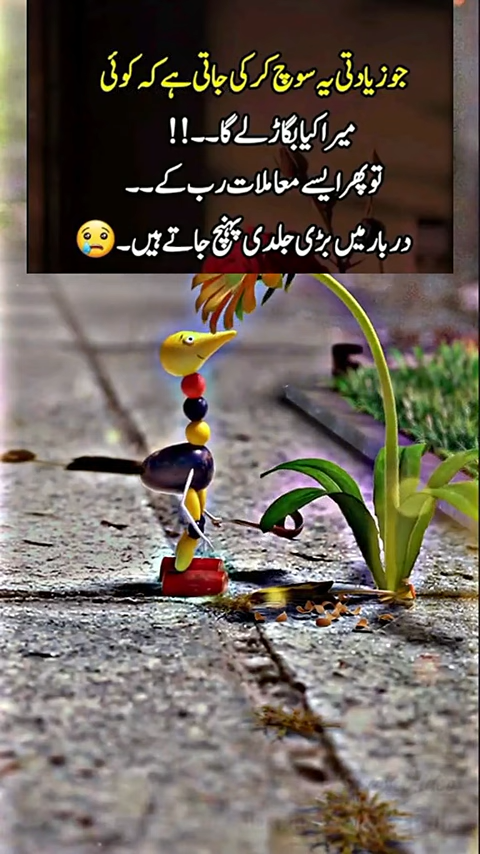 جو زیادتی یہ سوچ کر کی جاتی ہے کہ کوئی
میرا کیا بگاڑ لے گا۔۔!!
تو پھر ایسے معاملات رب کے۔۔
دربار میں بڑی جلدی پہنچ جاتے ہیں۔😢